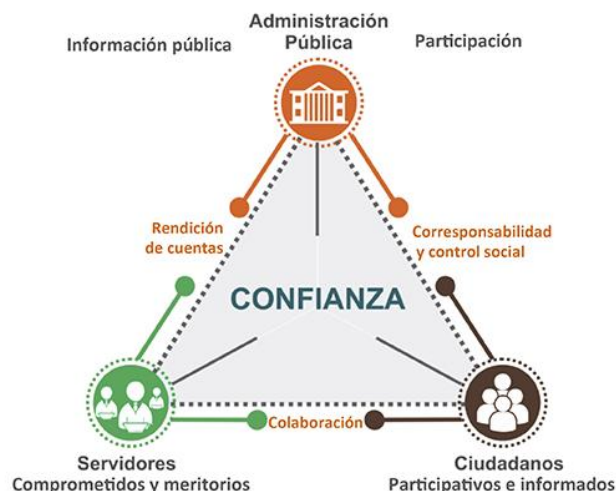 Administración
Pública
Información pública
Participación
Rendición
de cuentas
Corresponsabilidad
y control social
CONFIANZA
Colaboración
Servidores
Comprometidos y meritorios
Ciudadanos
Participativos e informados